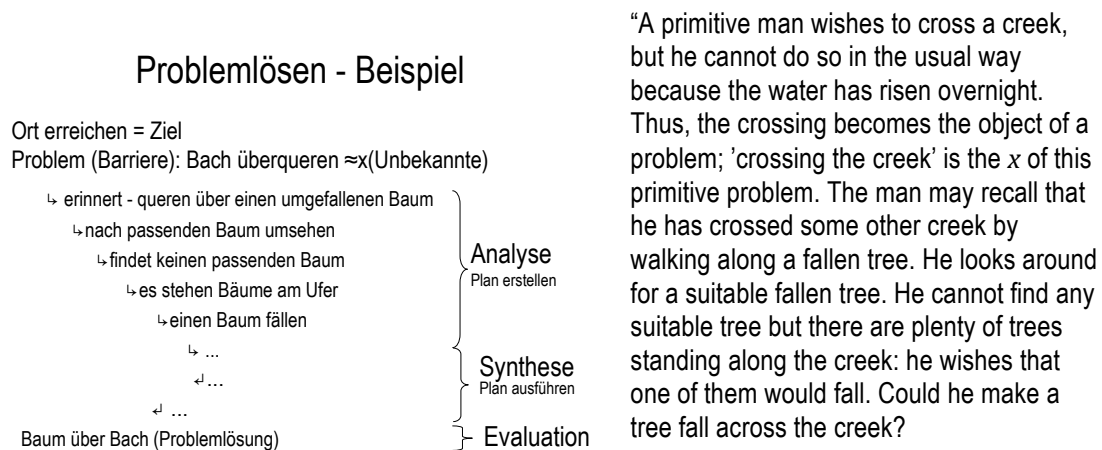 Problemlösen - Beispiel
Ort erreichen = Ziel
Problem (Barriere): Bach überqueren ≈x(Unbekannte)
↳ erinnert - queren über einen umgefallenen Baum
↳nach passenden Baum umsehen
↳findet keinen passenden Baum
↳es stehen Bäume am Ufer
↳einen Baum fällen
↳ ...
↲...
↲ ...
Baum über Bach (Problemlösung)
Analyse
Plan erstellen
Synthese
Plan ausführen
Evaluation
“A primitive man wishes to cross a creek,
but he cannot do so in the usual way
because the water has risen overnight.
Thus, the crossing becomes the object of a
problem; ’crossing the creek’ is the x of this
primitive problem. The man may recall that
he has crossed some other creek by
walking along a fallen tree. He looks around
for a suitable fallen tree. He cannot find any
suitable tree but there are plenty of trees
standing along the creek: he wishes that
one of them would fall. Could he make a
tree fall across the creek?